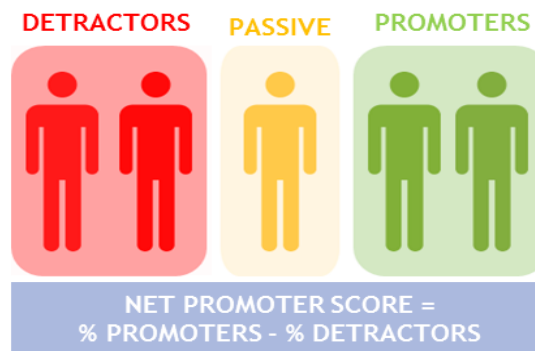 DETRACTORS
PASSIVE
PROMOTERS
NET PROMOTER SCORE =
% PROMOTERS - % DETRACTORS